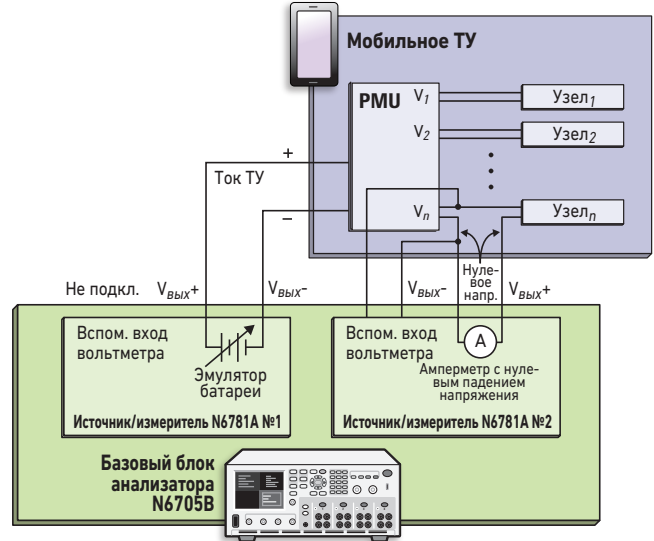 Мобильное ТУ
PMU
V1
Узел1
V2
Узел2
+
Ток ТУ
–
Vn
Узелn
Нуле-
вое
напр.
Не подкл.
Vвых+
Vвых-
Vвых-
Vвых+
Вспом. вход
вольтметра
Эмулятор
батареи
Источник/измеритель N6781A №1
Вспом. вход
вольтметра
A
Амперметр с нуле-
вым падением
напряжения
Источник/измеритель N6781A №2
Базовый блок
анализатора
N6705B